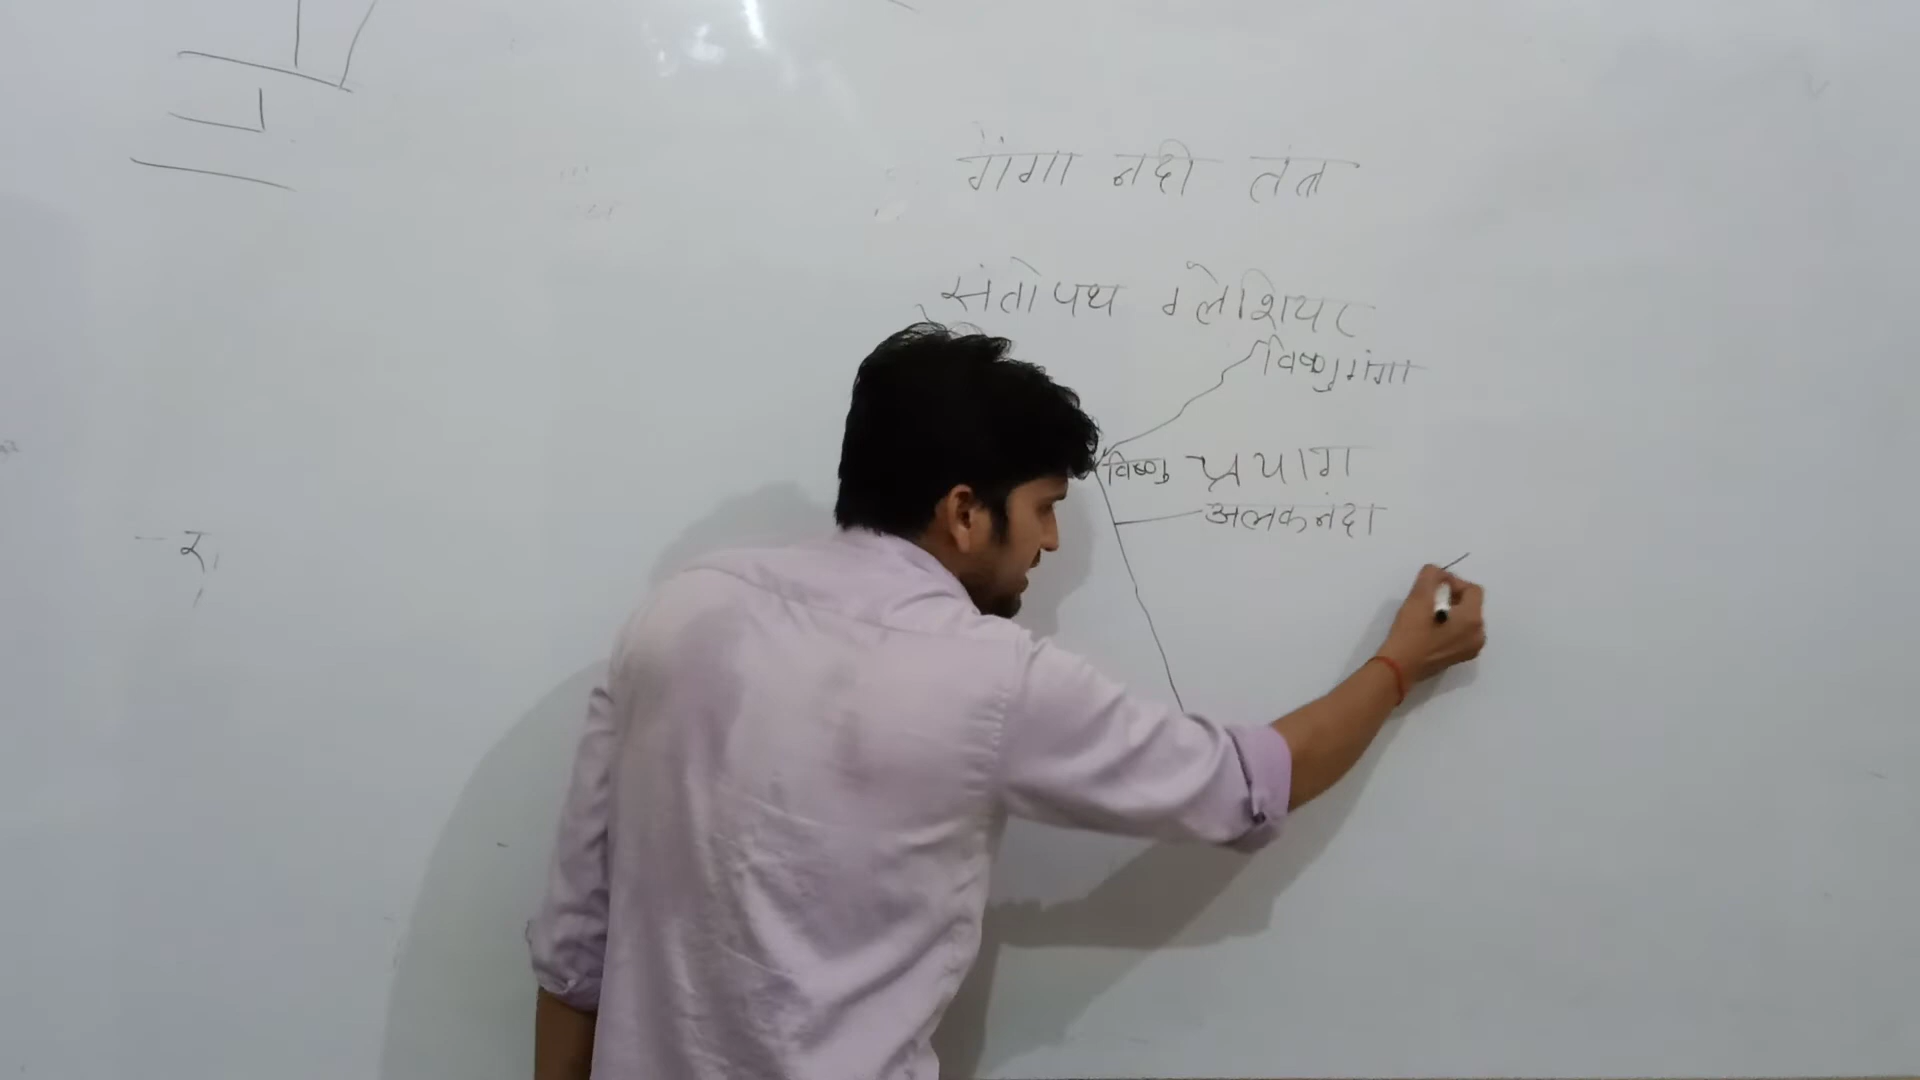 गंगा नदी तंत्र
संतोपथ ग्लेशियर
विष्णुगंगा
विष्णु प्रयाग
अलकनंदा